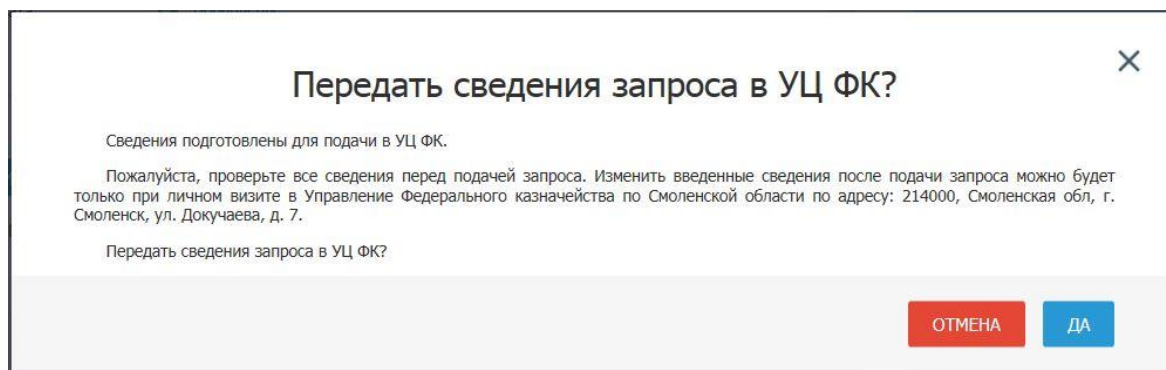 Передать сведения запроса в УЦ ФК?
Сведения подготовлены для подачи в УЦ ФК.
Пожалуйста, проверьте все сведения перед подачей запроса. Изменить введенные сведения после подачи запроса можно будет
только при личном визите в Управление Федерального казначейства по Смоленской области по адресу: 214000, Смоленская обл, г.
Смоленск, ул. Докучаева, д. 7.
Передать сведения запроса в УЦ ФК?
ОТМЕНА ДА